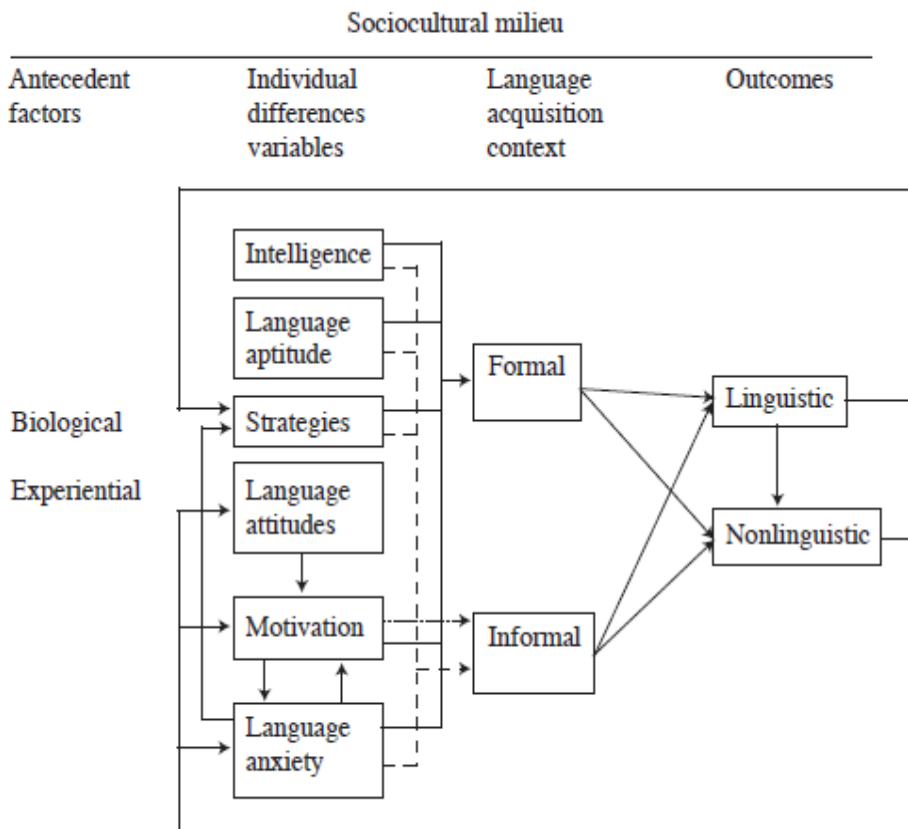 Sociocultural milieu
Antecedent
factors
Individual
differences
variables
Language
acquisition
context
Outcomes
Intelligence
Language
aptitude
Formal
Linguistic
Biological
Strategies
Experiential
Language
attitudes
Nonlinguistic
Motivation
Informal
Language
anxiety